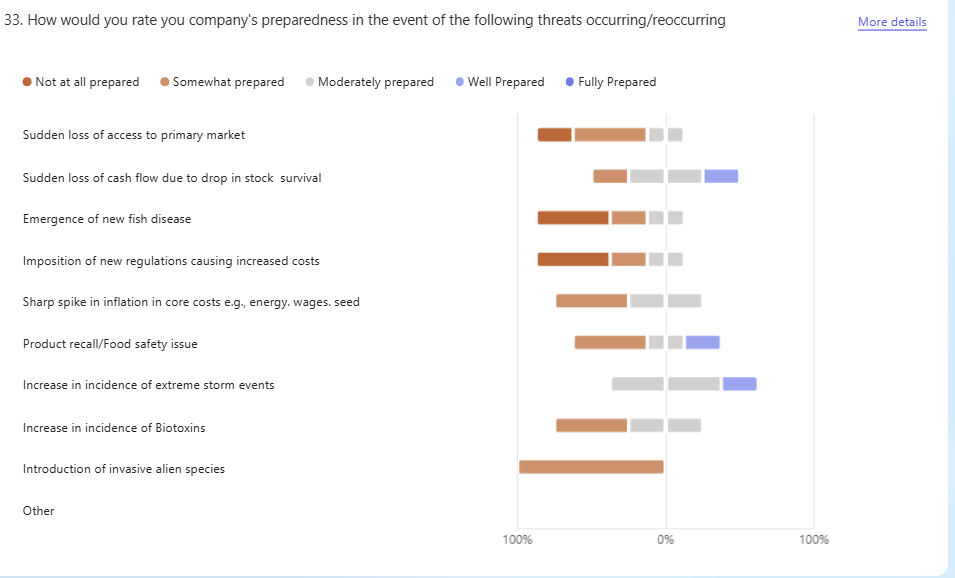 33. How would you rate you company's preparedness in the event of the following threats occurring/reoccurring
More details
Not at all prepared Somewhat prepared Moderately prepared Well Prepared Fully Prepared
Sudden loss of access to primary market
Sudden loss of cash flow due to drop in stock survival
Emergence of new fish disease
Imposition of new regulations causing increased costs
Sharp spike in inflation in core costs e.g., energy. wages. seed
Product recall/Food safety issue
Increase in incidence of extreme storm events
Increase in incidence of Biotoxins
Introduction of invasive alien species
Other
100% 0% 100%